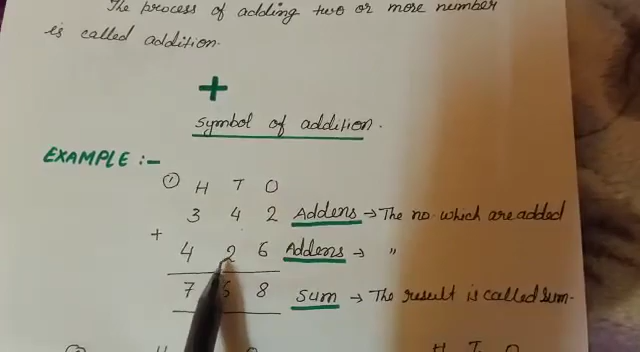 The process of adding two or more number
is called addition.
+
Symbol of addition.
EXAMPLE :-
① H T O
3 4 2 Addens → The no. which are added
+ 4 2 6 Addens → "
7 6 8 Sum → The result is called sum.
H T O